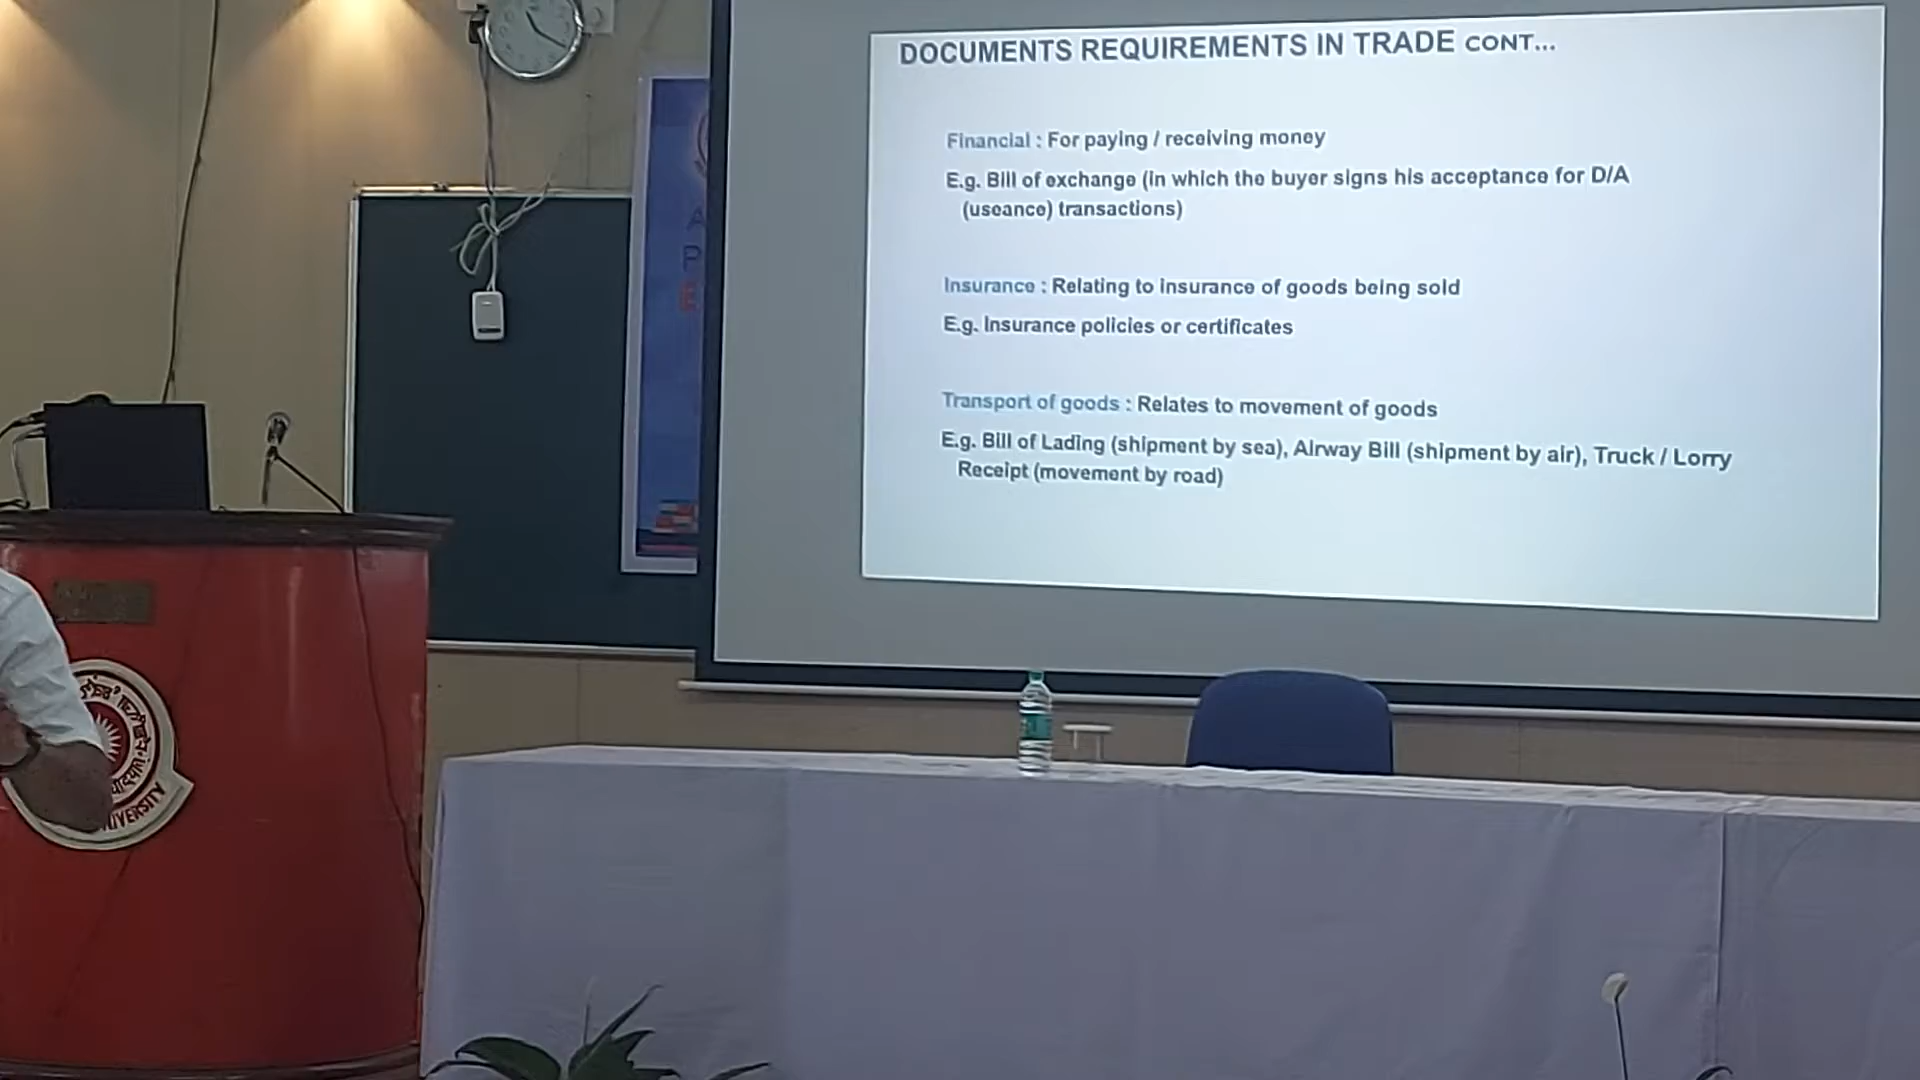 DOCUMENTS REQUIREMENTS IN TRADE CONT...
Financial : For paying / receiving money
E.g. Bill of exchange (in which the buyer signs his acceptance for D/A
(useance) transactions)
Insurance : Relating to insurance of goods being sold
E.g. Insurance policies or certificates
Transport of goods : Relates to movement of goods
E.g. Bill of Lading (shipment by sea), Airway Bill (shipment by air), Truck / Lorry
Receipt (movement by road)
A
P
E